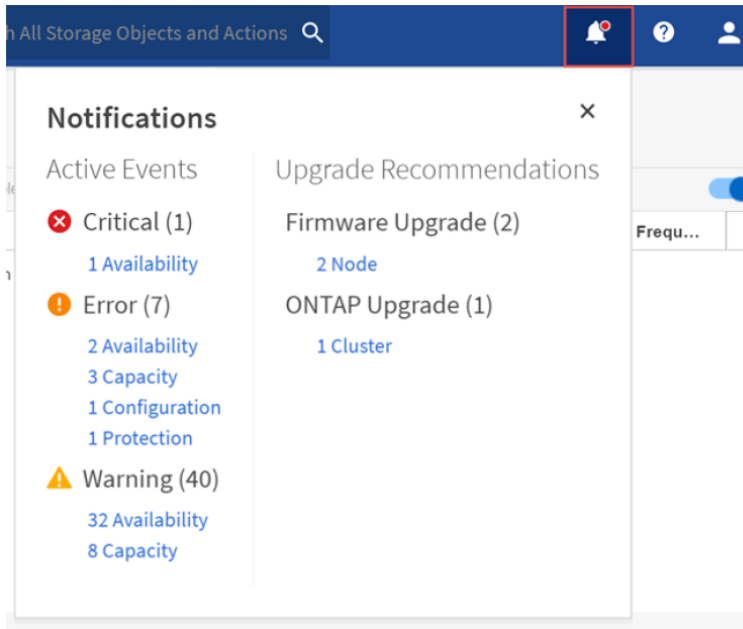 All Storage Objects and Actions
Notifications
Active Events
Critical (1)
1 Availability
Error (7)
2 Availability
3 Capacity
1 Configuration
1 Protection
Warning (40)
32 Availability
8 Capacity
Upgrade Recommendations
Firmware Upgrade (2)
2 Node
ONTAP Upgrade (1)
1 Cluster
Frequ...